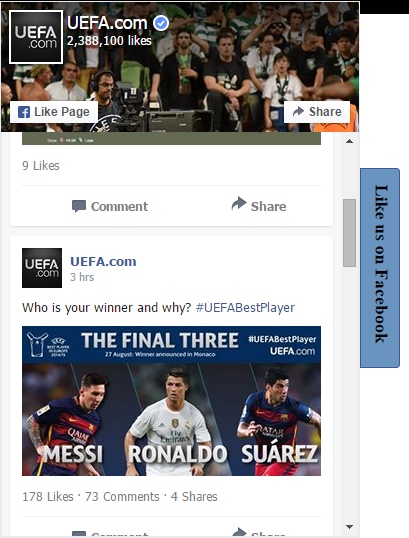 UEFA
.com
UEFA.com
2,388,100 likes
Like Page
Share
9 Likes
Comment
Share
Like us on Facebook
UEFA
.com
UEFA.com
3 hrs
Who is your winner and why? #UEFABestPlayer
UEFA
BEST PLAYER
IN EUROPE
2014/15
THE FINAL THREE
27 August: Winner announced in Monaco
#UEFABestPlayer
UEFA.com
MESSI
RONALDO
SUÁREZ
178 Likes · 73 Comments · 4 Shares
Comment
Share